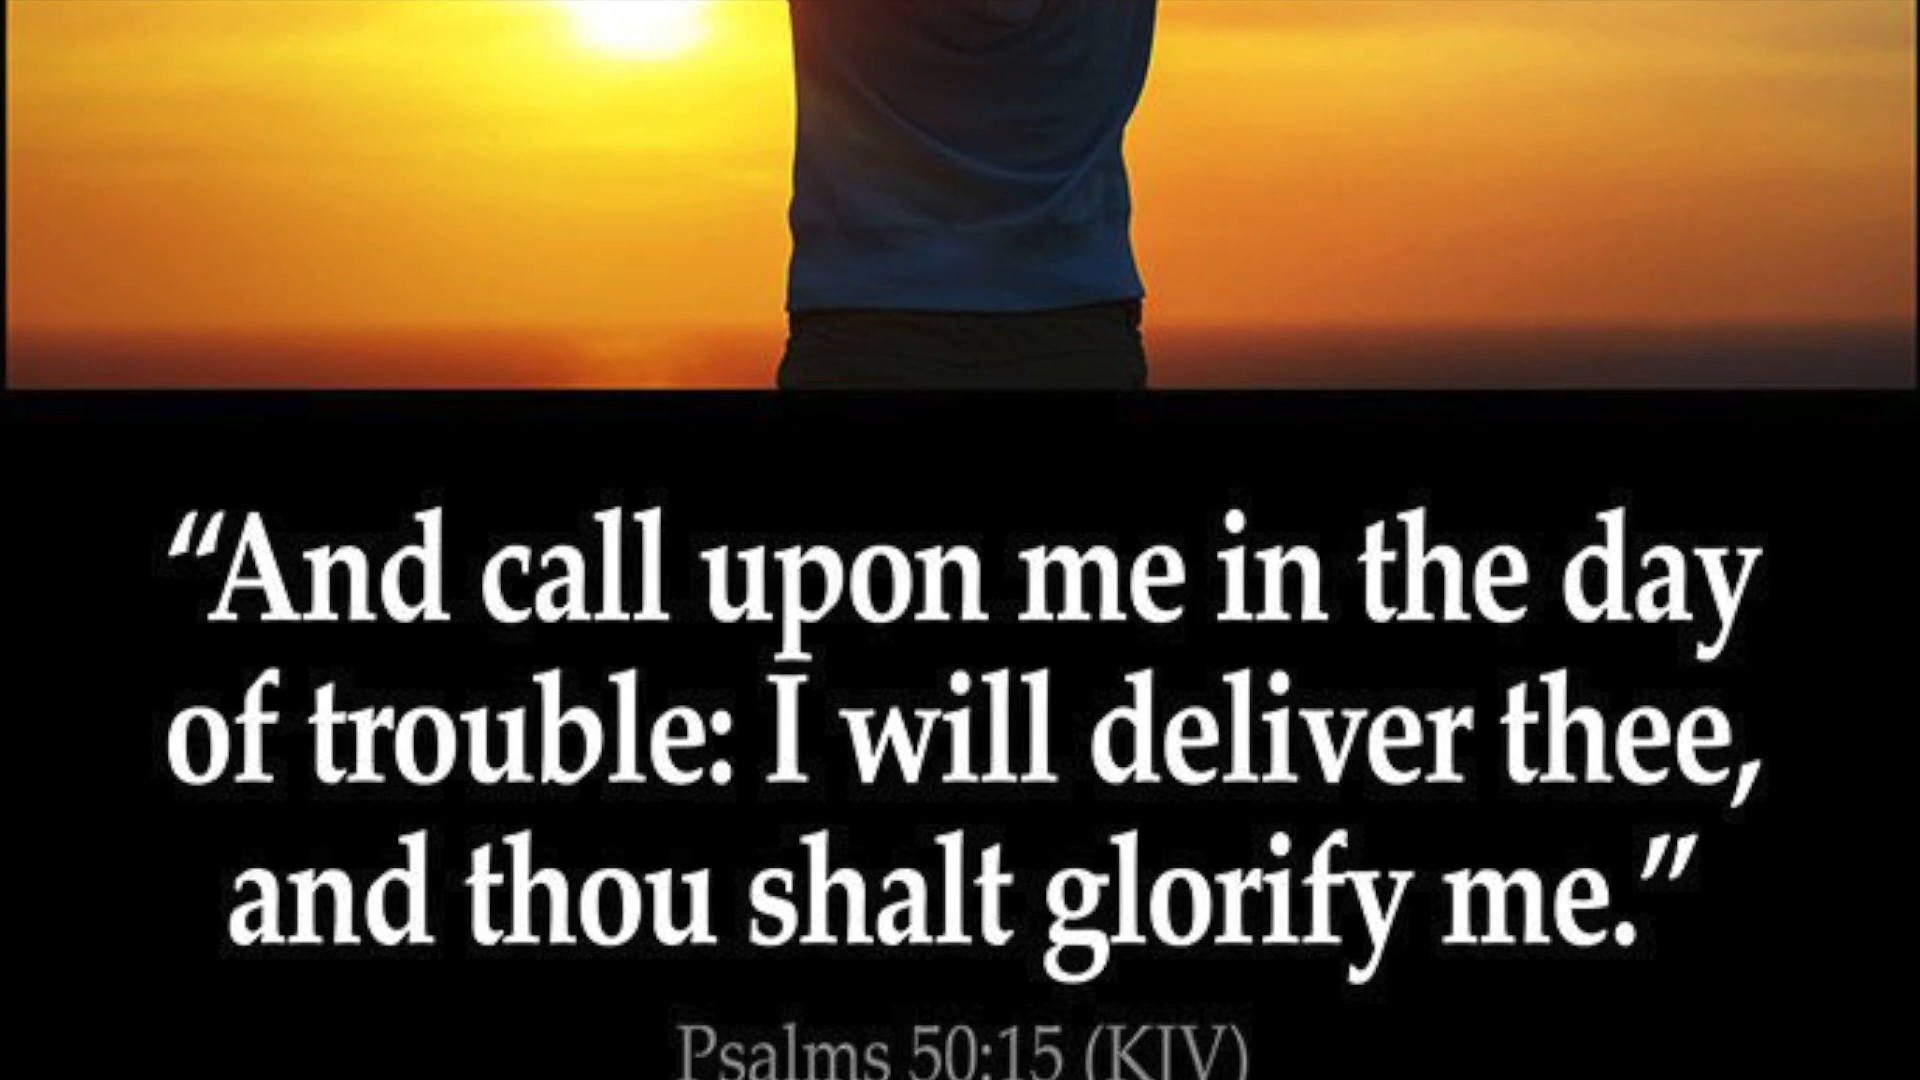 “And call upon me in the day
of trouble: I will deliver thee,
and thou shalt glorify me.”
Psalms 50:15 (KJV)